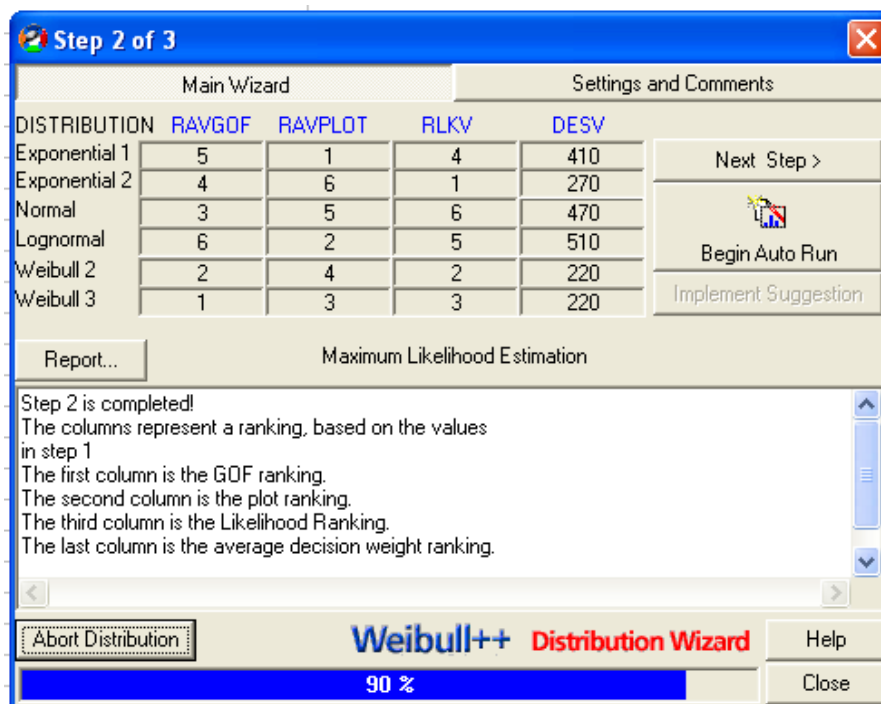 Step 2 of 3
Main Wizard Settings and Comments
DISTRIBUTION RAVGOF RAVPLOT RLKV DESV
Exponential 1 5 1 4 410
Exponential 2 4 6 1 270
Normal 3 5 6 470
Lognormal 6 2 5 510
Weibull 2 2 4 2 220
Weibull 3 1 3 3 220
Next Step >
Begin Auto Run
Implement Suggestion
Report... Maximum Likelihood Estimation
Step 2 is completed!
The columns represent a ranking, based on the values
in step 1
The first column is the GOF ranking.
The second column is the plot ranking.
The third column is the Likelihood Ranking.
The last column is the average decision weight ranking.
Abort Distribution Weibull++ Distribution Wizard Help
90 % Close